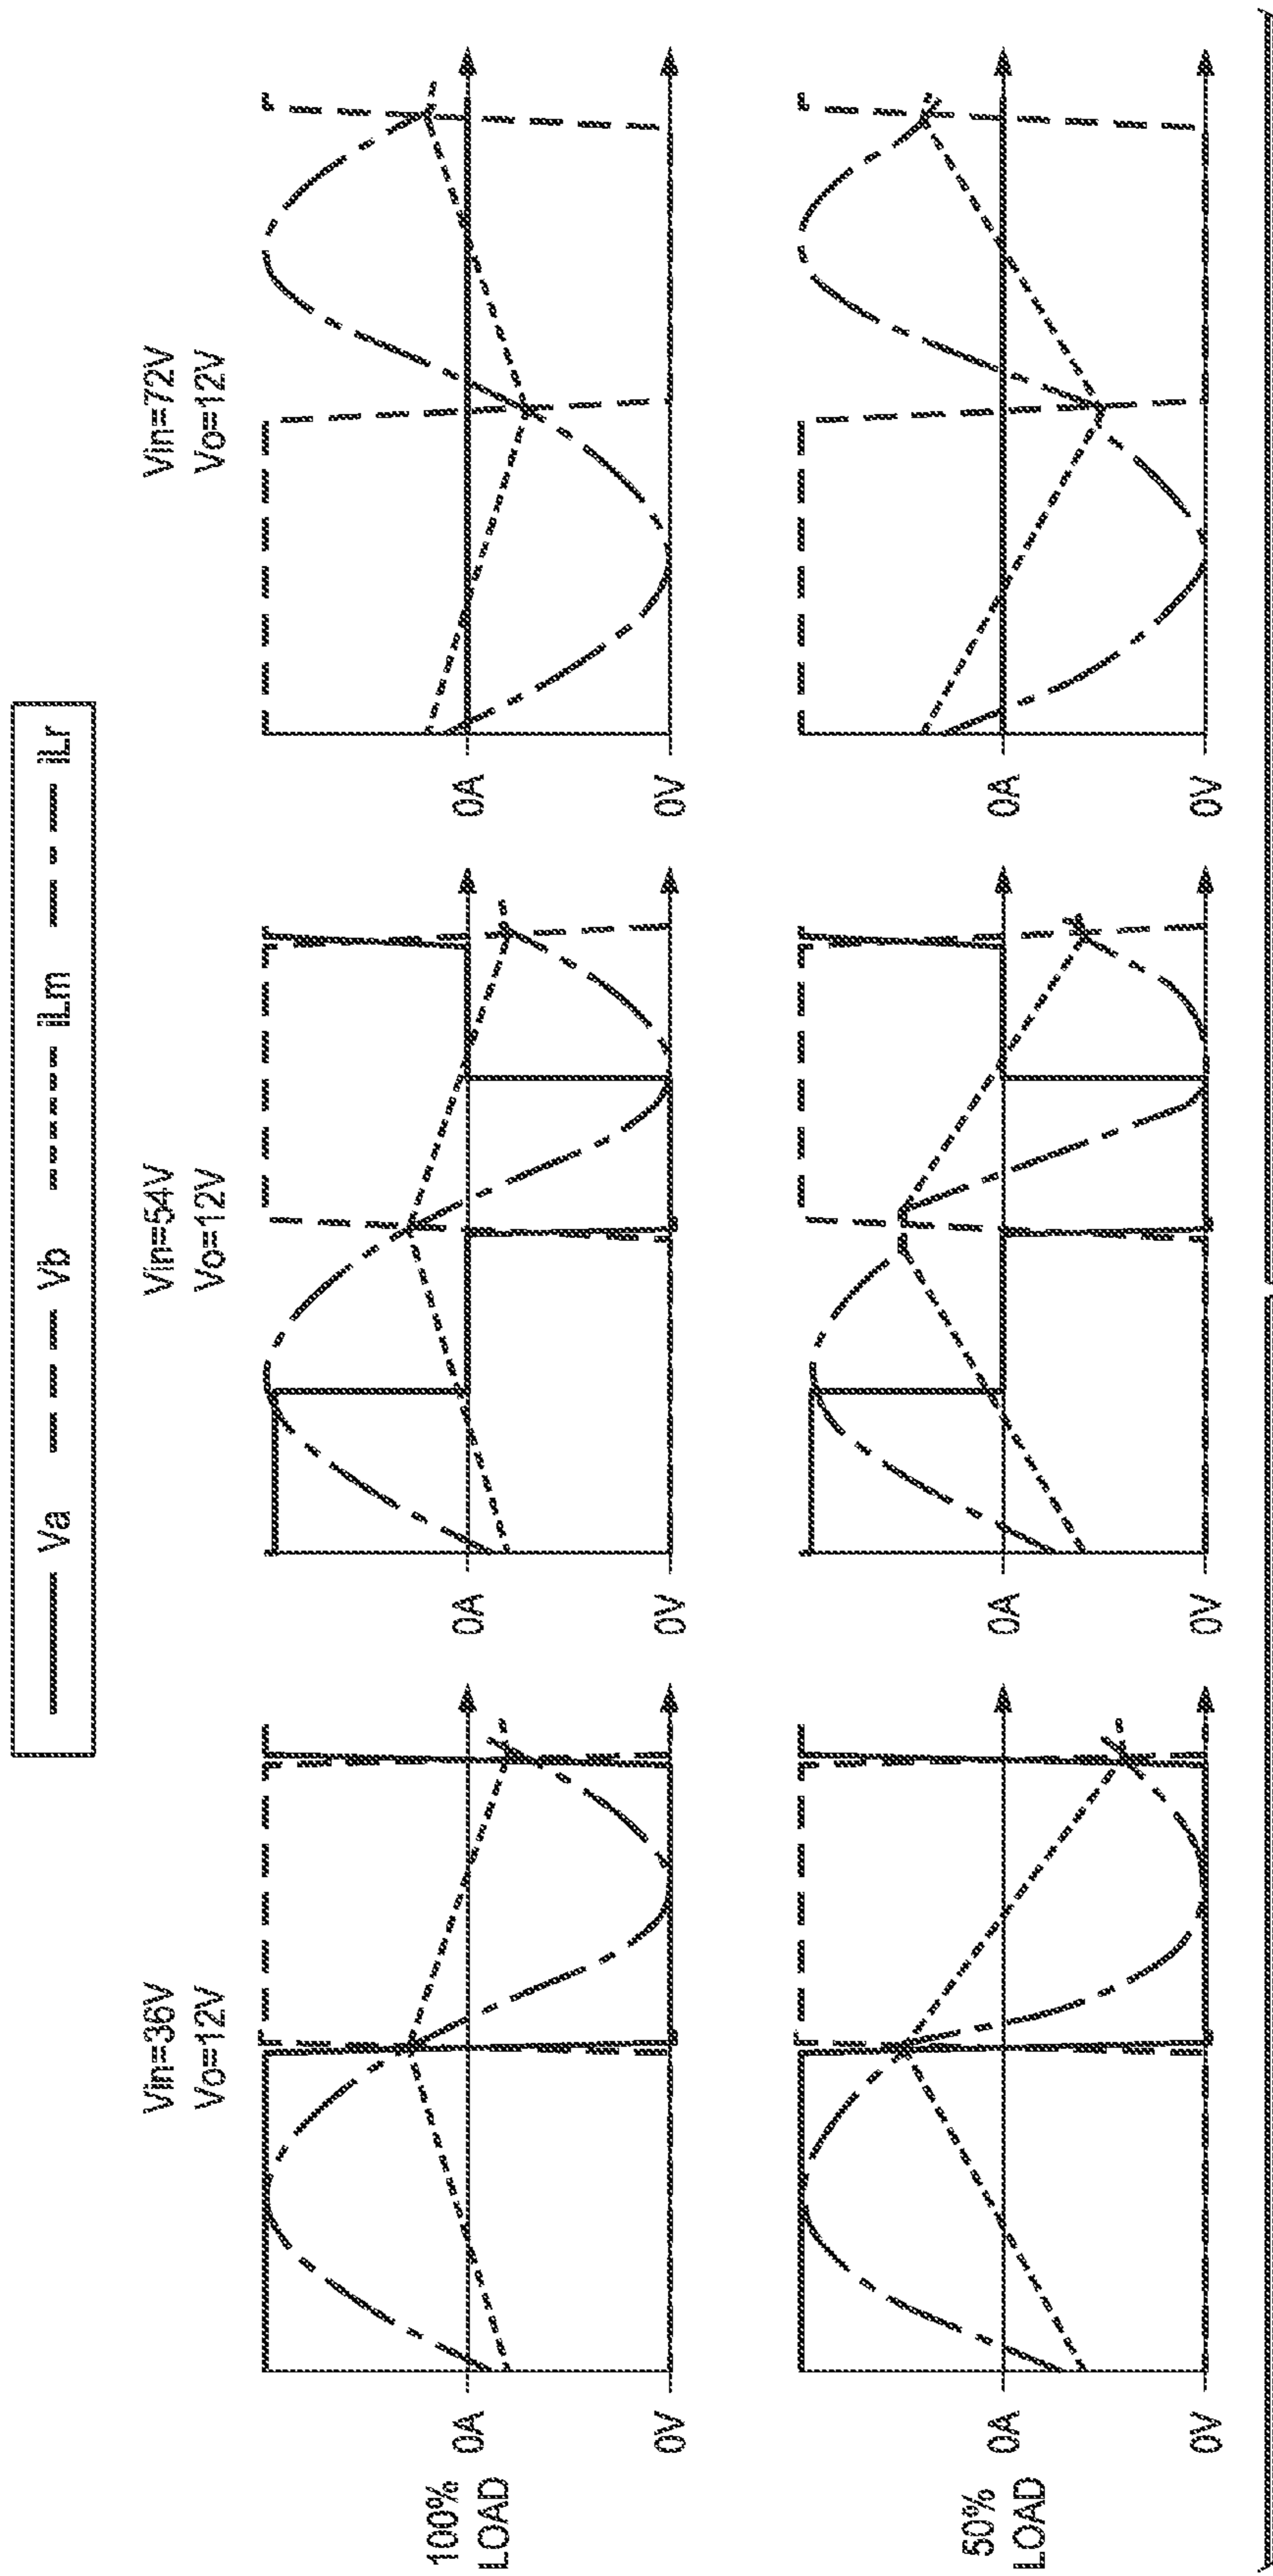 Va Vb iLm iLr
Vin=36V
Vo=12V
Vin=54V
Vo=12V
Vin=72V
Vo=12V
100%
LOAD
0A
0V
0A
0V
0A
0V
50%
LOAD
0A
0V
0A
0V
0A
0V